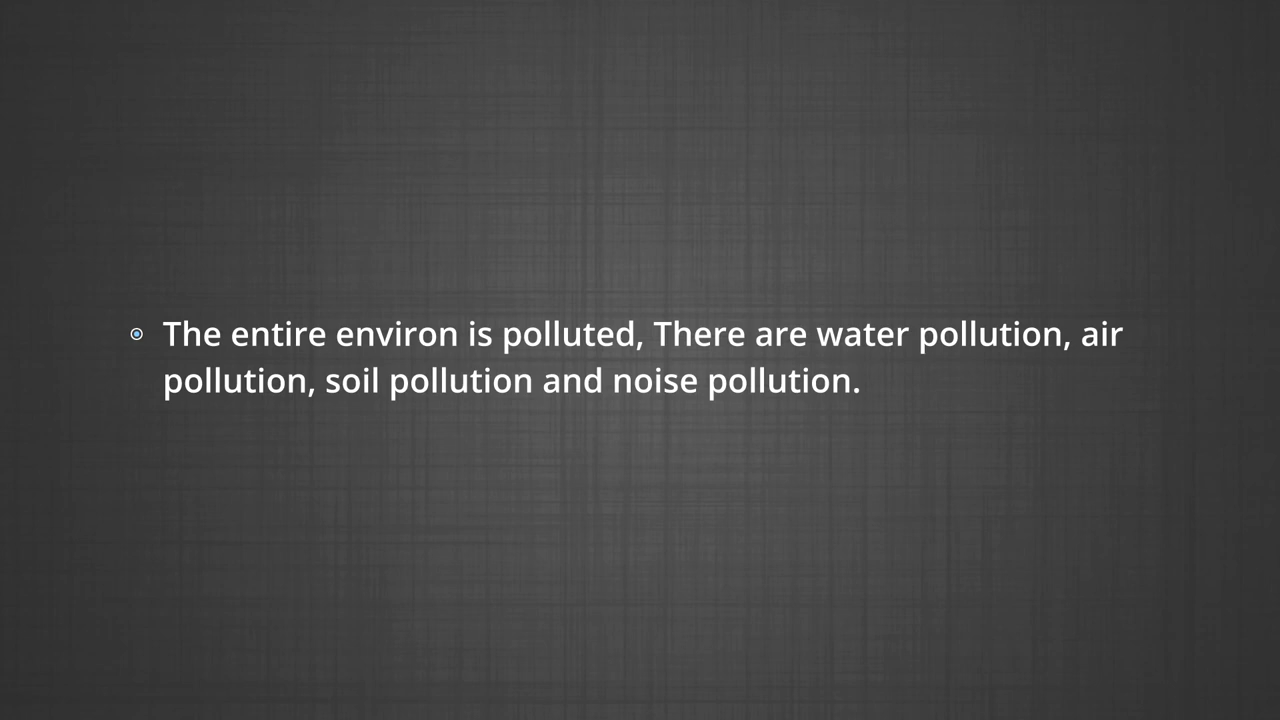 The entire environ is polluted, There are water pollution, air
pollution, soil pollution and noise pollution.